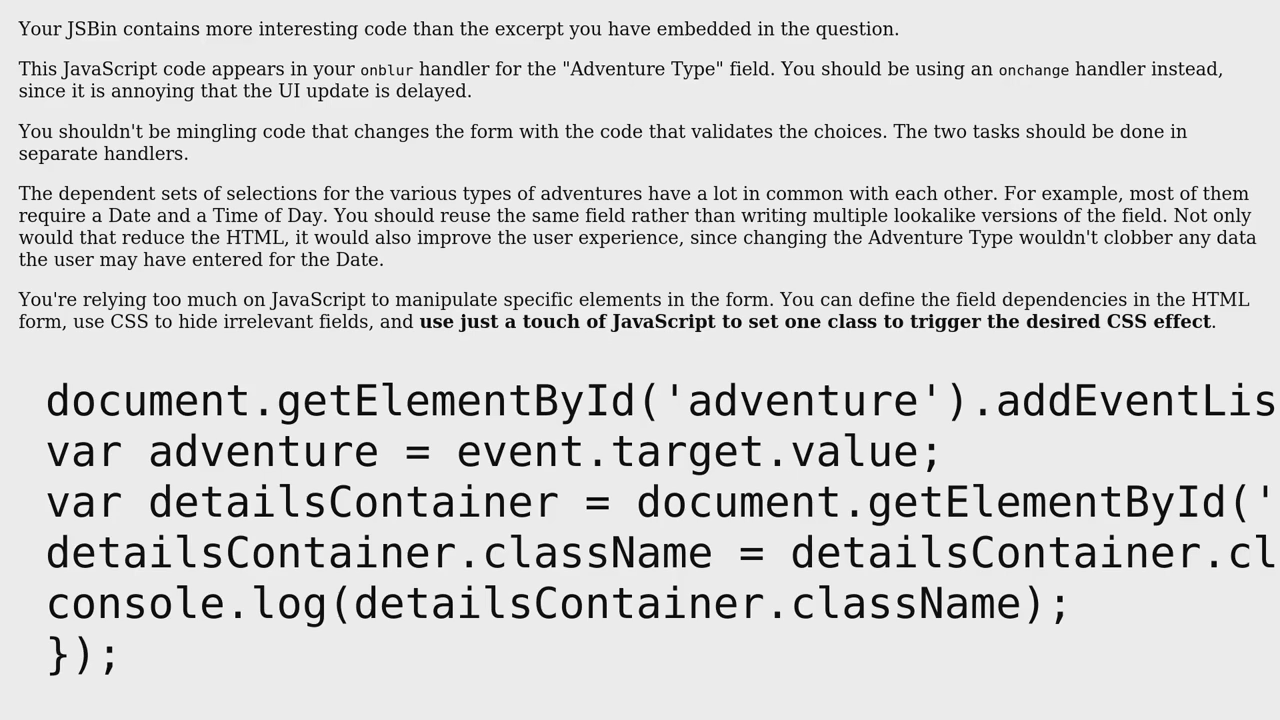 Your JSBin contains more interesting code than the excerpt you have embedded in the question.
This JavaScript code appears in your onblur handler for the "Adventure Type" field. You should be using an onchange handler instead,
since it is annoying that the UI update is delayed.
You shouldn't be mingling code that changes the form with the code that validates the choices. The two tasks should be done in
separate handlers.
The dependent sets of selections for the various types of adventures have a lot in common with each other. For example, most of them
require a Date and a Time of Day. You should reuse the same field rather than writing multiple lookalike versions of the field. Not only
would that reduce the HTML, it would also improve the user experience, since changing the Adventure Type wouldn't clobber any data
the user may have entered for the Date.
You're relying too much on JavaScript to manipulate specific elements in the form. You can define the field dependencies in the HTML
form, use CSS to hide irrelevant fields, and use just a touch of JavaScript to set one class to trigger the desired CSS effect.
document.getElementById('adventure').addEventLis
var adventure = event.target.value;
var detailsContainer = document.getElementById('
detailsContainer.className = detailsContainer.cl
console.log(detailsContainer.className);
});